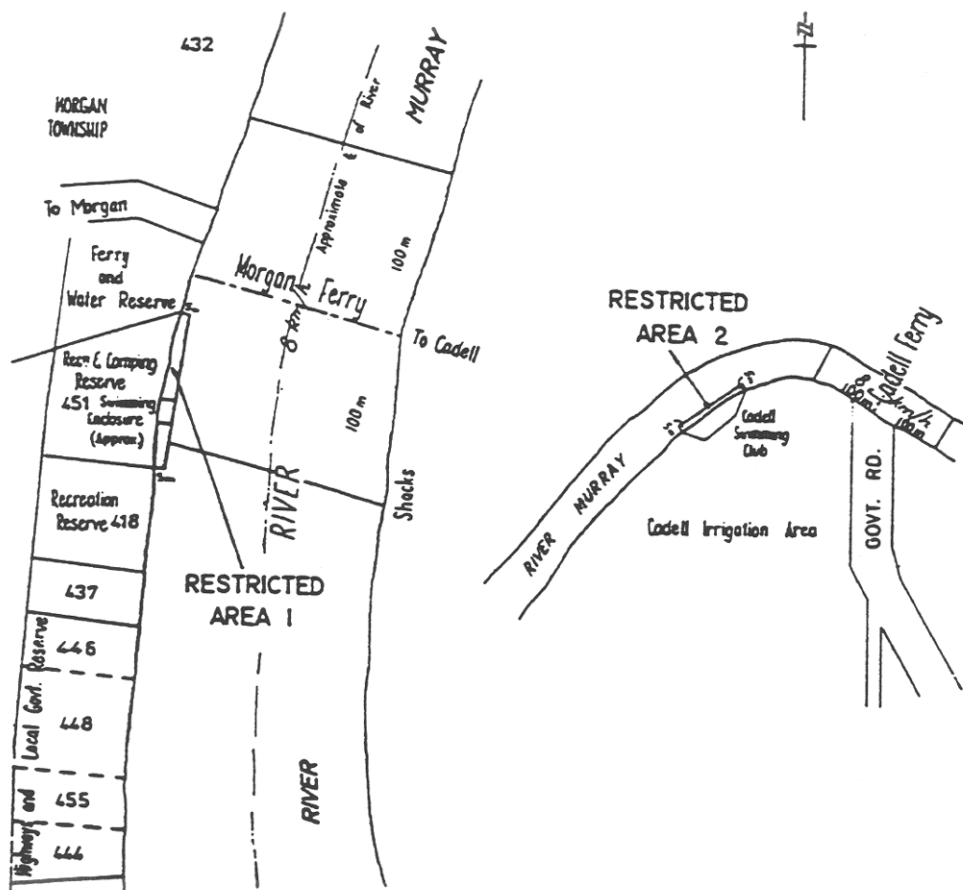 432
MURRAY
MORGAN
TOWNSHIP
Approximate ℄ of River
To Morgan
100 m
Ferry
and
Water Reserve
Morgan Ferry
8 km/h
To Cadell
Recn & Camping
Reserve
451 Swimming
Enclosure
(Approx.)
100 m
Recreation
Reserve 418
RIVER
Shacks
RESTRICTED
AREA 1
437
446
448
455
444
Local Govt. Reserve
Highways and
RIVER
N
RESTRICTED
AREA 2
Cadell Ferry
8 km/h
100m
100m
Cadell
Swimming
Club
RIVER MURRAY
Cadell Irrigation Area
GOVT. RD.